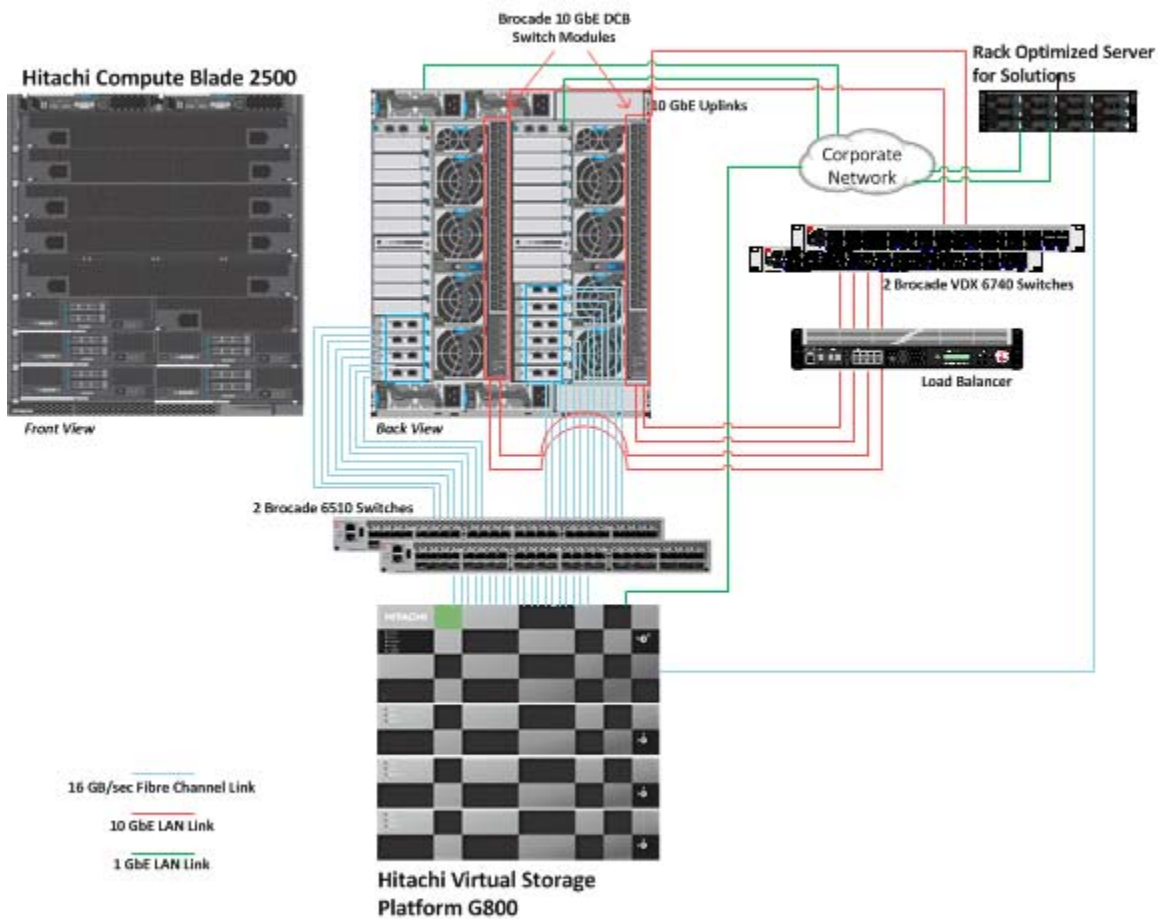 Brocade 10 GbE DCB
Switch Modules
Hitachi Compute Blade 2500
Rack Optimized Server
for Solutions
10 GbE Uplinks
Corporate
Network
2 Brocade VDX 6740 Switches
Load Balancer
Front View
Back View
2 Brocade 6510 Switches
HITACHI
16 GB/sec Fibre Channel Link
10 GbE LAN Link
1 GbE LAN Link
Hitachi Virtual Storage
Platform G800